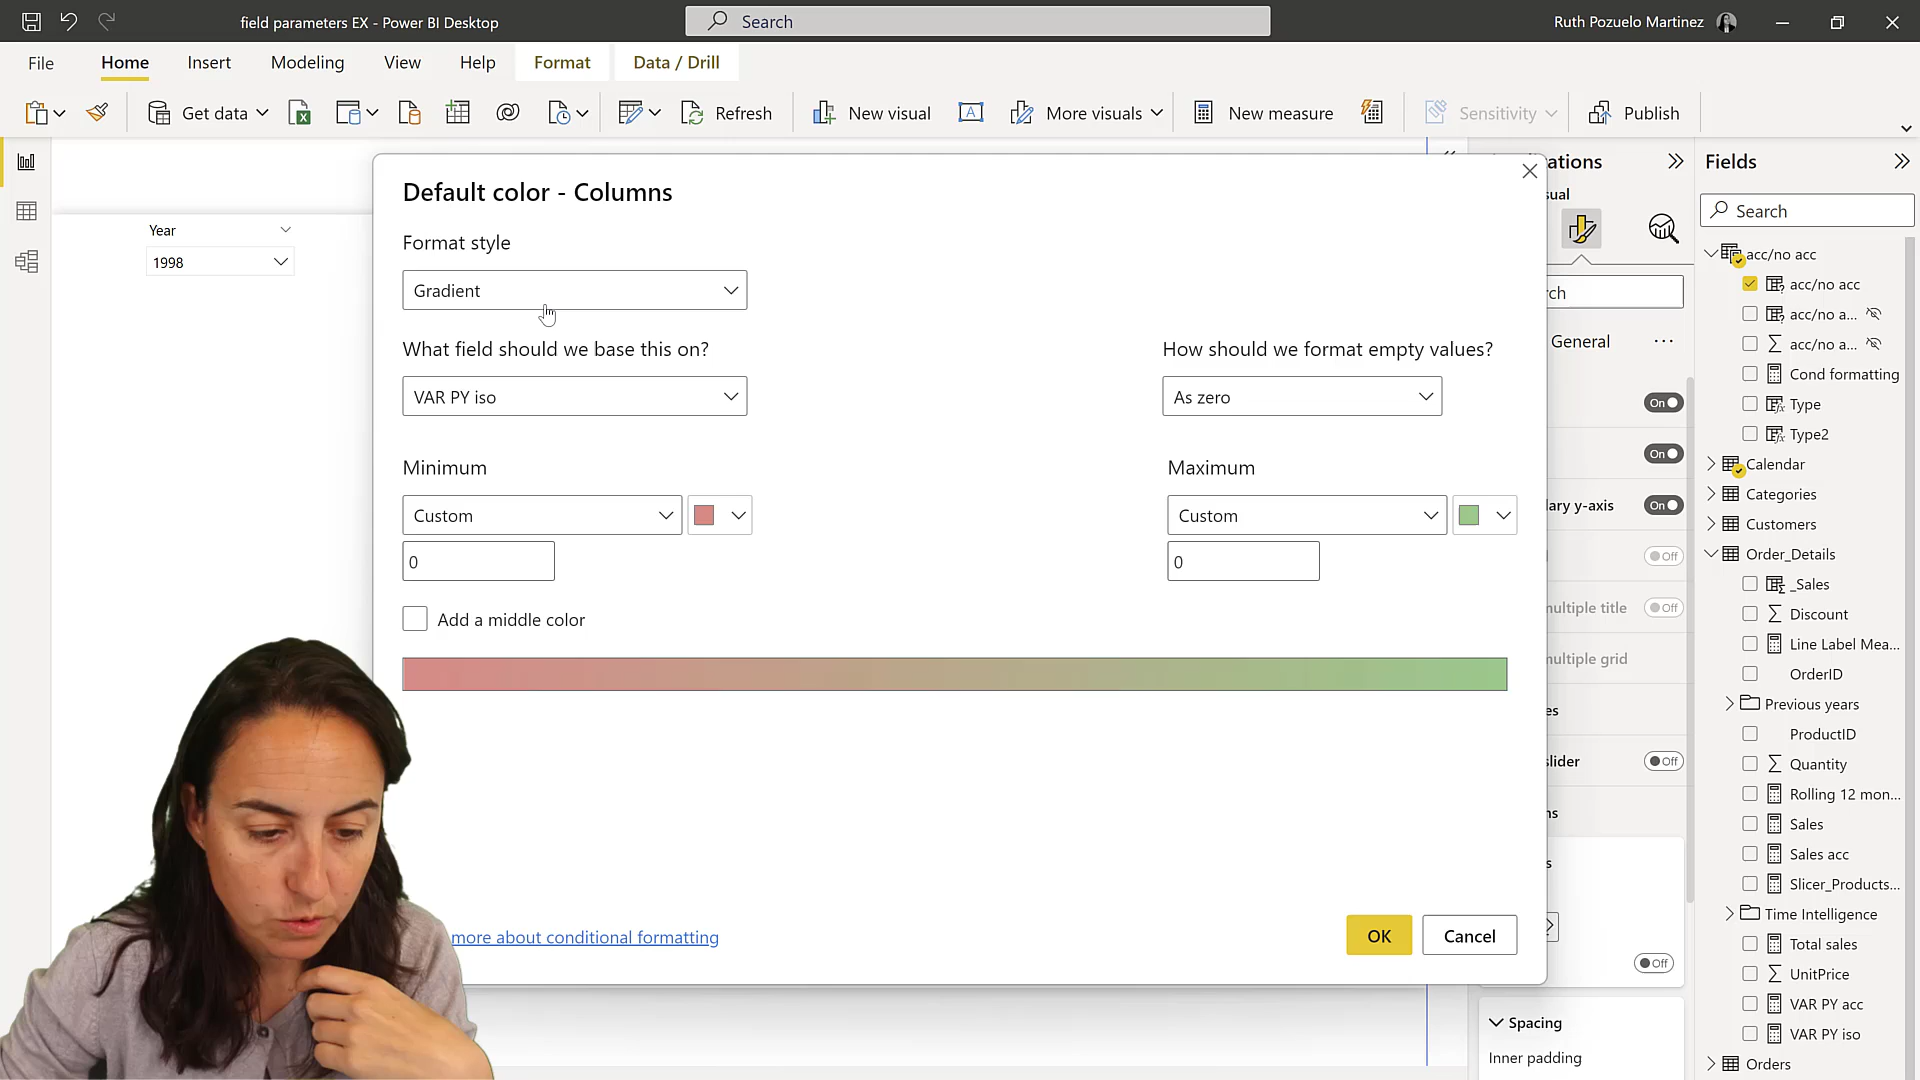 field parameters EX - Power BI Desktop
Search
Ruth Pozuelo Martinez
File
Home
Insert
Modeling
View
Help
Format
Data / Drill
Get data
Refresh
New visual
More visuals
New measure
Sensitivity
Publish
Year
1998
Default color - Columns
Format style
Gradient
What field should we base this on?
VAR PY iso
How should we format empty values?
As zero
Minimum
Custom
0
Maximum
Custom
0
Add a middle color
more about conditional formatting
OK
Cancel
ations
sual
rch
General
On
On
ary y-axis
On
Off
nultiple title
Off
nultiple grid
es
slider
Off
ns
s
Off
Spacing
Inner padding
Fields
Search
acc/no acc
acc/no acc
acc/no a...
acc/no a...
Cond formatting
Type
Type2
Calendar
Categories
Customers
Order_Details
_Sales
Discount
Line Label Mea...
OrderID
Previous years
ProductID
Quantity
Rolling 12 mon...
Sales
Sales acc
Slicer_Products...
Time Intelligence
Total sales
UnitPrice
VAR PY acc
VAR PY iso
Orders